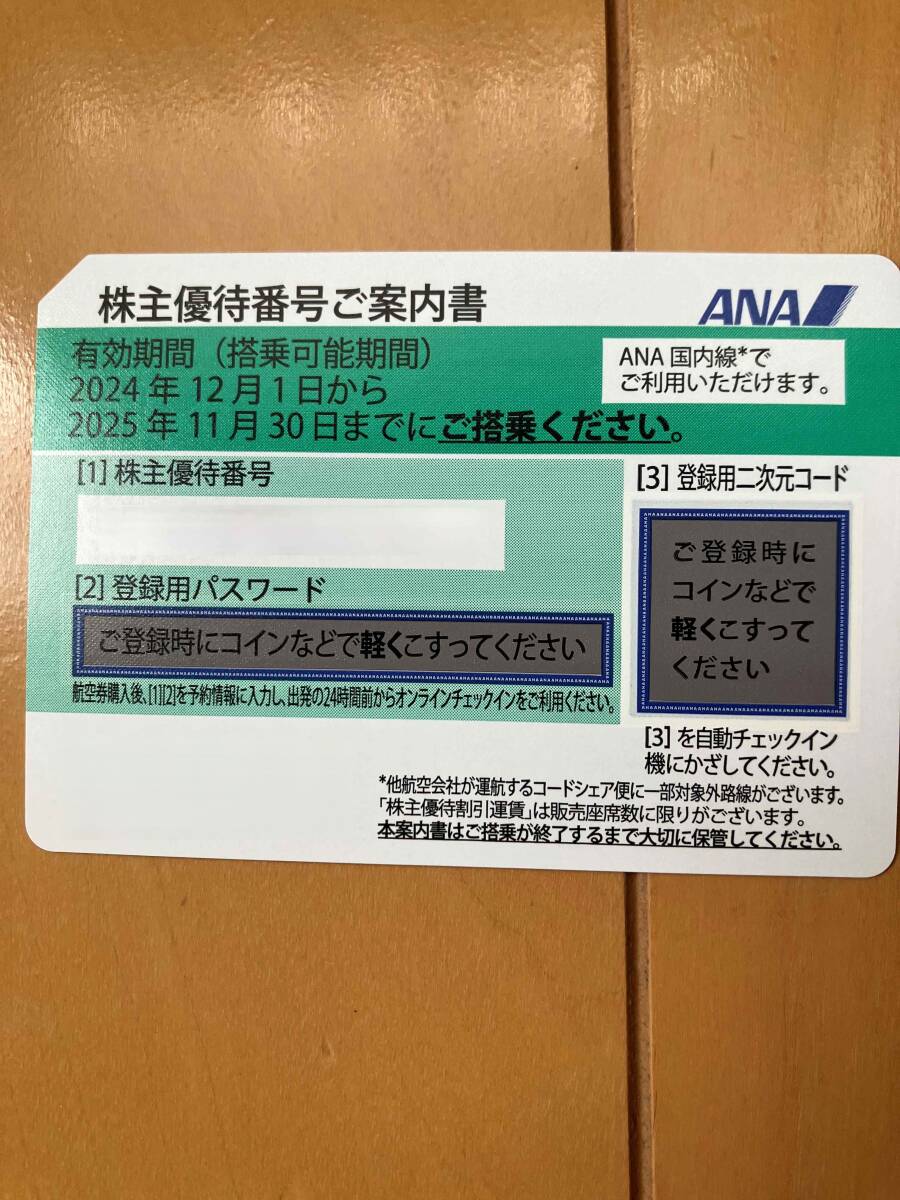 株主優待番号ご案内書
ANA
有効期間（搭乗可能期間）
2024年12月1日から
2025年11月30日までにご搭乗ください。
ANA国内線*で
ご利用いただけます。
[1]株主優待番号
[2]登録用パスワード
ご登録時にコインなどで軽くこすってください
航空券購入後、[1][2]を予約情報に入力し、出発の24時間前からオンラインチェックインをご利用ください。
[3]登録用二次元コード
ご登録時に
コインなどで
軽くこすって
ください
[3]を自動チェックイン
機にかざしてください。
*他航空会社が運航するコードシェア便に一部対象外路線がございます。
「株主優待割引運賃」は販売座席数に限りがございます。
本案内書はご搭乗が終了するまで大切に保管してください。